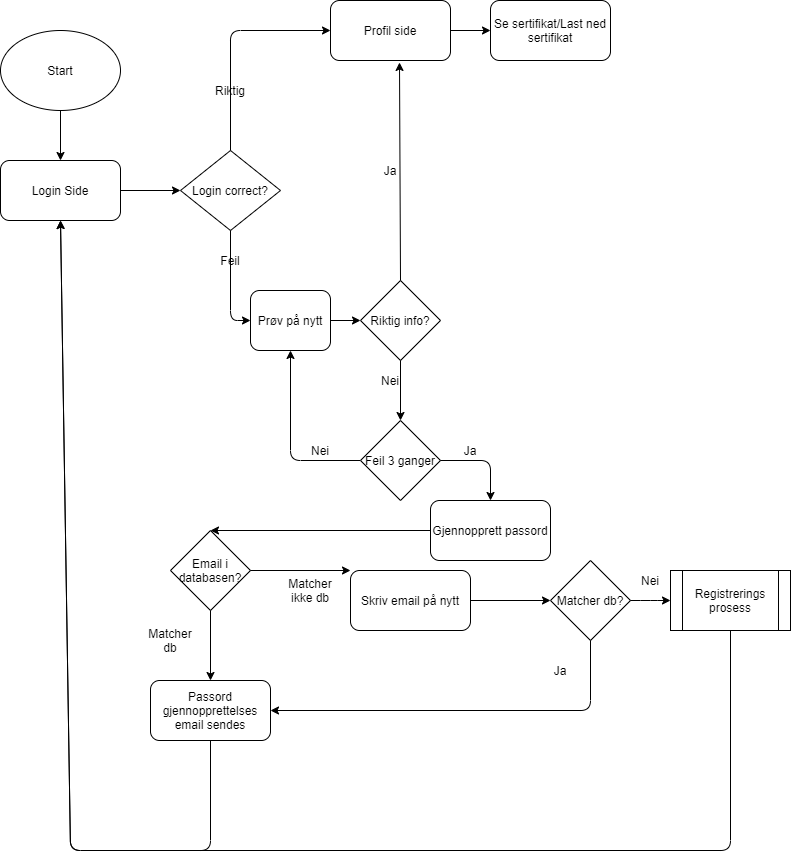 Profil side
Se sertifikat/Last ned
sertifikat
Start
Riktig
Login Side
Login correct?
Ja
Feil
Prøv på nytt
Riktig info?
Nei
Nei
Feil 3 ganger
Ja
Gjennopprett passord
Email i
databasen?
Matcher
ikke db
Skriv email på nytt
Matcher db?
Nei
Registrerings
prosess
Matcher
db
Ja
Passord
gjennopprettelses
email sendes